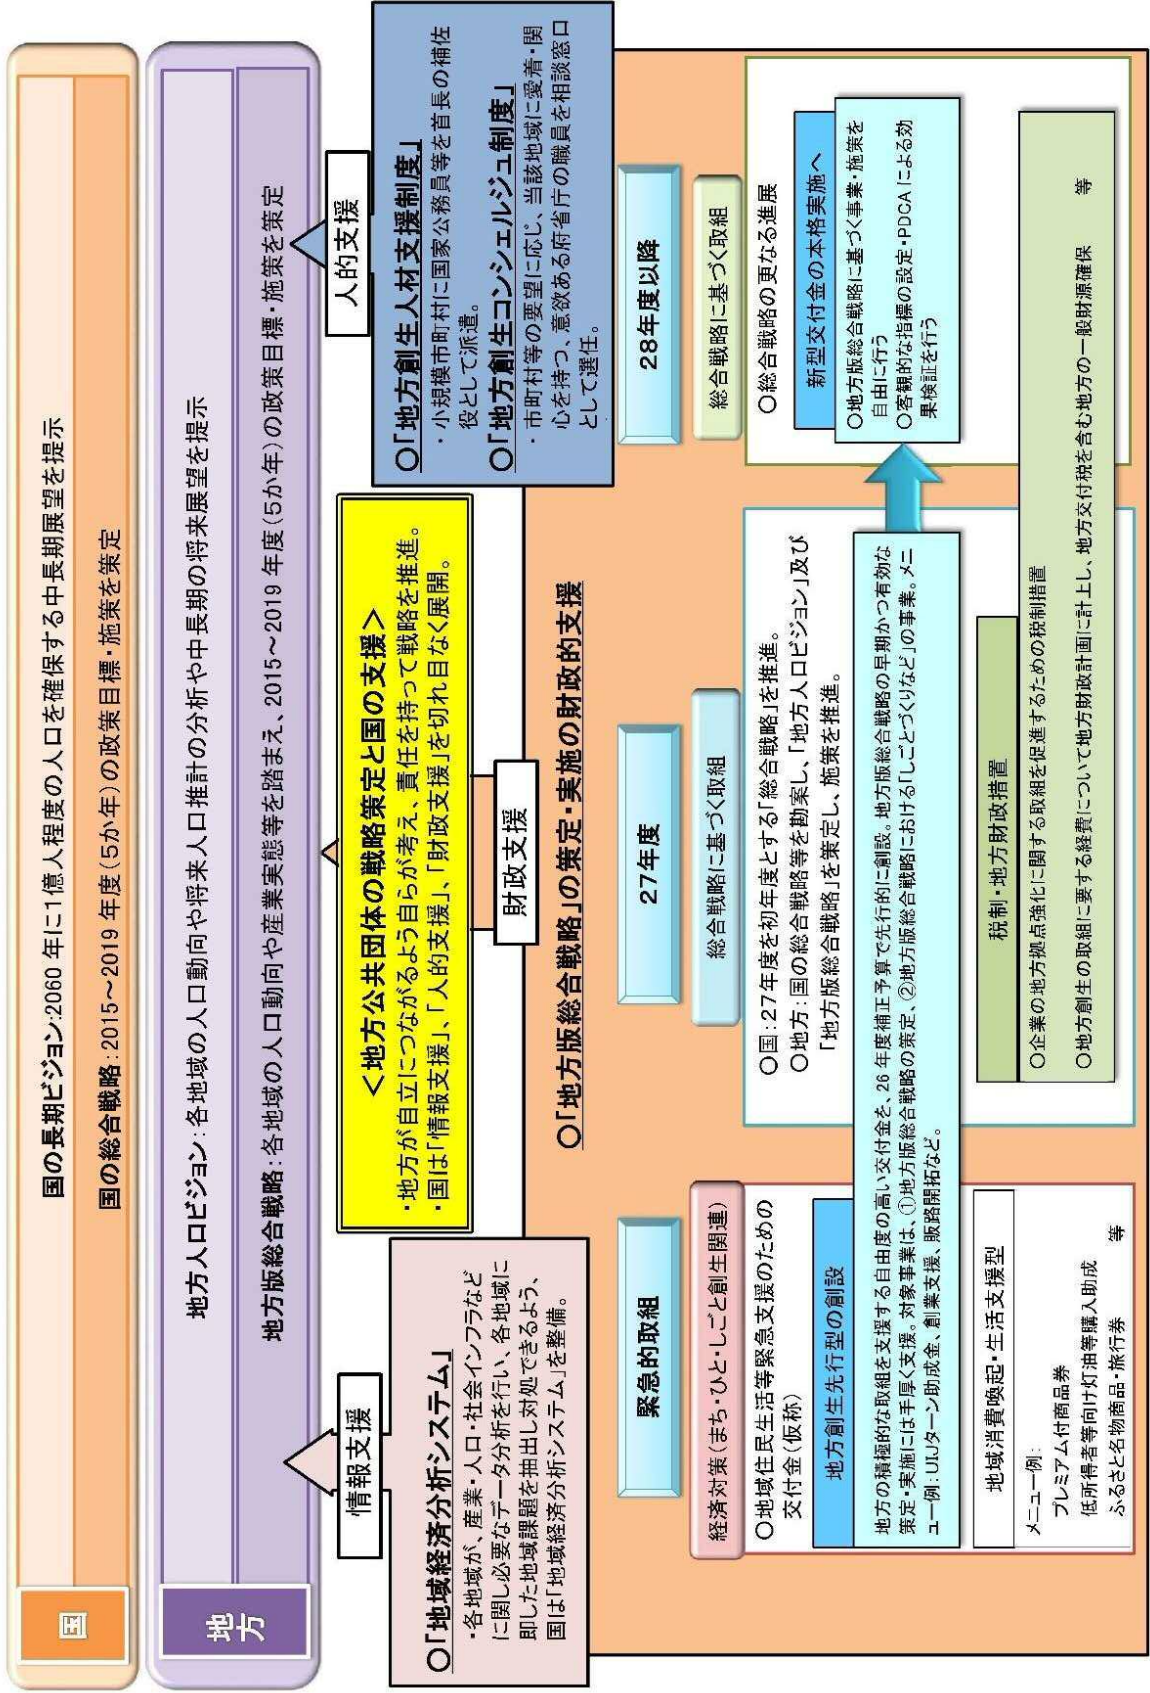 国
国の長期ビジョン:2060 年に1億人程度の人口を確保する中長期展望を提示
国の総合戦略:2015～2019 年度(5か年)の政策目標・施策を策定
地方
地方人口ビジョン:各地域の人口動向や将来人口推計の分析や中長期の将来展望を提示
地方版総合戦略:各地域の人口動向や産業実態等を踏まえ、2015～2019 年度(5か年)の政策目標・施策を策定
情報支援
○「地域経済分析システム」
・各地域が、産業・人口・社会インフラなど
に関し必要なデータ分析を行い、各地域に
即した地域課題を抽出し対処できるよう、
国は「地域経済分析システム」を整備。
＜地方公共団体の戦略策定と国の支援＞
・地方が自立につながるよう自らが考え、責任を持って戦略を推進。
・国は「情報支援」、「人的支援」、「財政支援」を切れ目なく展開。
人的支援
○「地方創生人材支援制度」
・小規模市町村に国家公務員等を首長の補佐
役として派遣。
○「地方創生コンシェルジュ制度」
・市町村等の要望に応じ、当該地域に愛着・関
心を持つ、意欲ある府省庁の職員を相談窓口
として選任。
財政支援
○「地方版総合戦略」の策定・実施の財政的支援
緊急的取組
経済対策(まち・ひと・しごと創生関連)
○地域住民生活等緊急支援のための
交付金(仮称)
地方創生先行型の創設
地方の積極的な取組を支援する自由度の高い交付金を、26 年度補正予算で先行的に創設。地方版総合戦略の早期かつ有効な
策定・実施には手厚く支援。対象事業は、①地方版総合戦略の策定、②地方版総合戦略における「しごとづくりなど」の事業。メニ
ュー例:UIJターン助成金、創業支援、販路開拓など。
地域消費喚起・生活支援型
メニュー例:
プレミアム付商品券
低所得者等向け灯油等購入助成
ふるさと名物商品・旅行券 等
27年度
総合戦略に基づく取組
○国:27年度を初年度とする「総合戦略」を推進。
○地方:国の総合戦略等を勘案し、「地方人口ビジョン」及び
「地方版総合戦略」を策定し、施策を推進。
税制・地方財政措置
○企業の地方拠点強化に関する取組を促進するための税制措置
○地方創生の取組に要する経費について地方財政計画に計上し、地方交付税を含む地方の一般財源確保 等
28年度以降
総合戦略に基づく取組
○総合戦略の更なる進展
新型交付金の本格実施へ
○地方版総合戦略に基づく事業・施策を
自由に行う
○客観的な指標の設定・PDCAによる効
果検証を行う